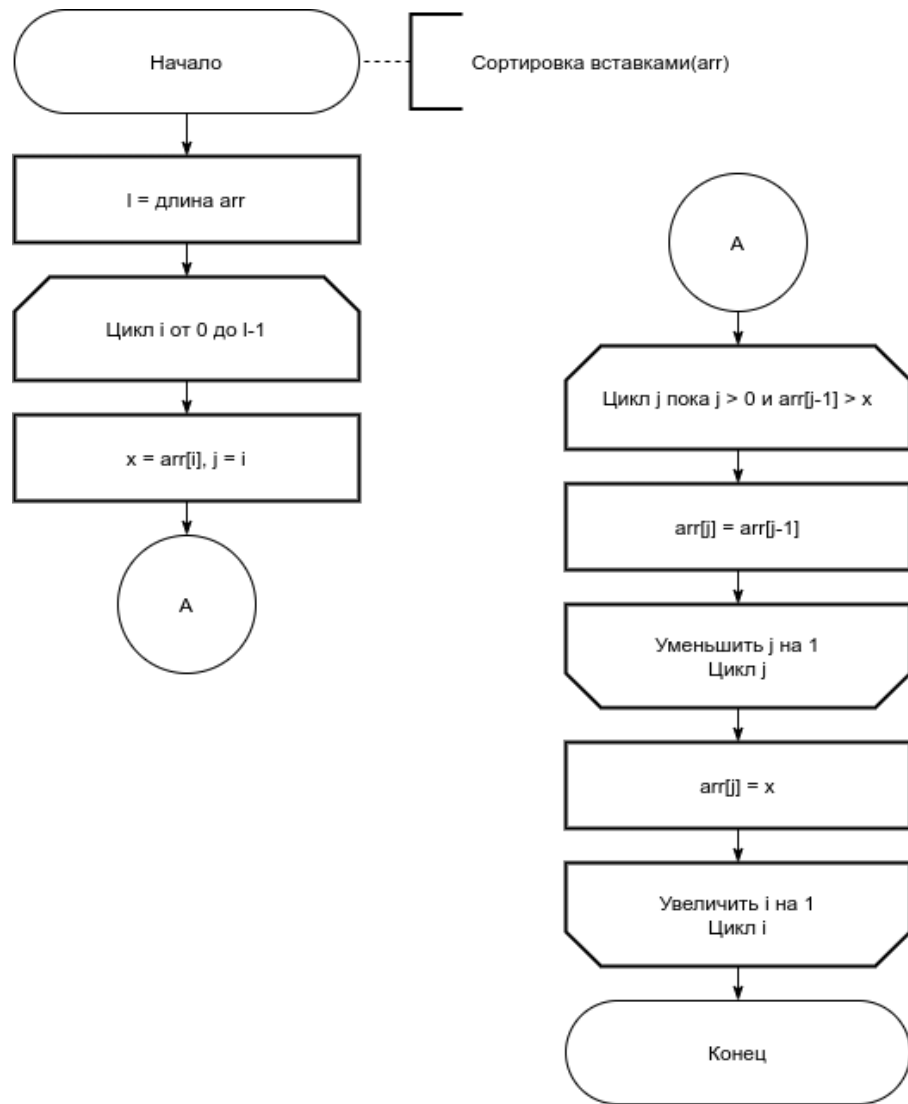 Начало
Сортировка вставками(arr)
l = длина arr
Цикл i от 0 до l-1
x = arr[i], j = i
А
А
Цикл j пока j > 0 и arr[j-1] > x
arr[j] = arr[j-1]
Уменьшить j на 1
Цикл j
arr[j] = x
Увеличить i на 1
Цикл i
Конец